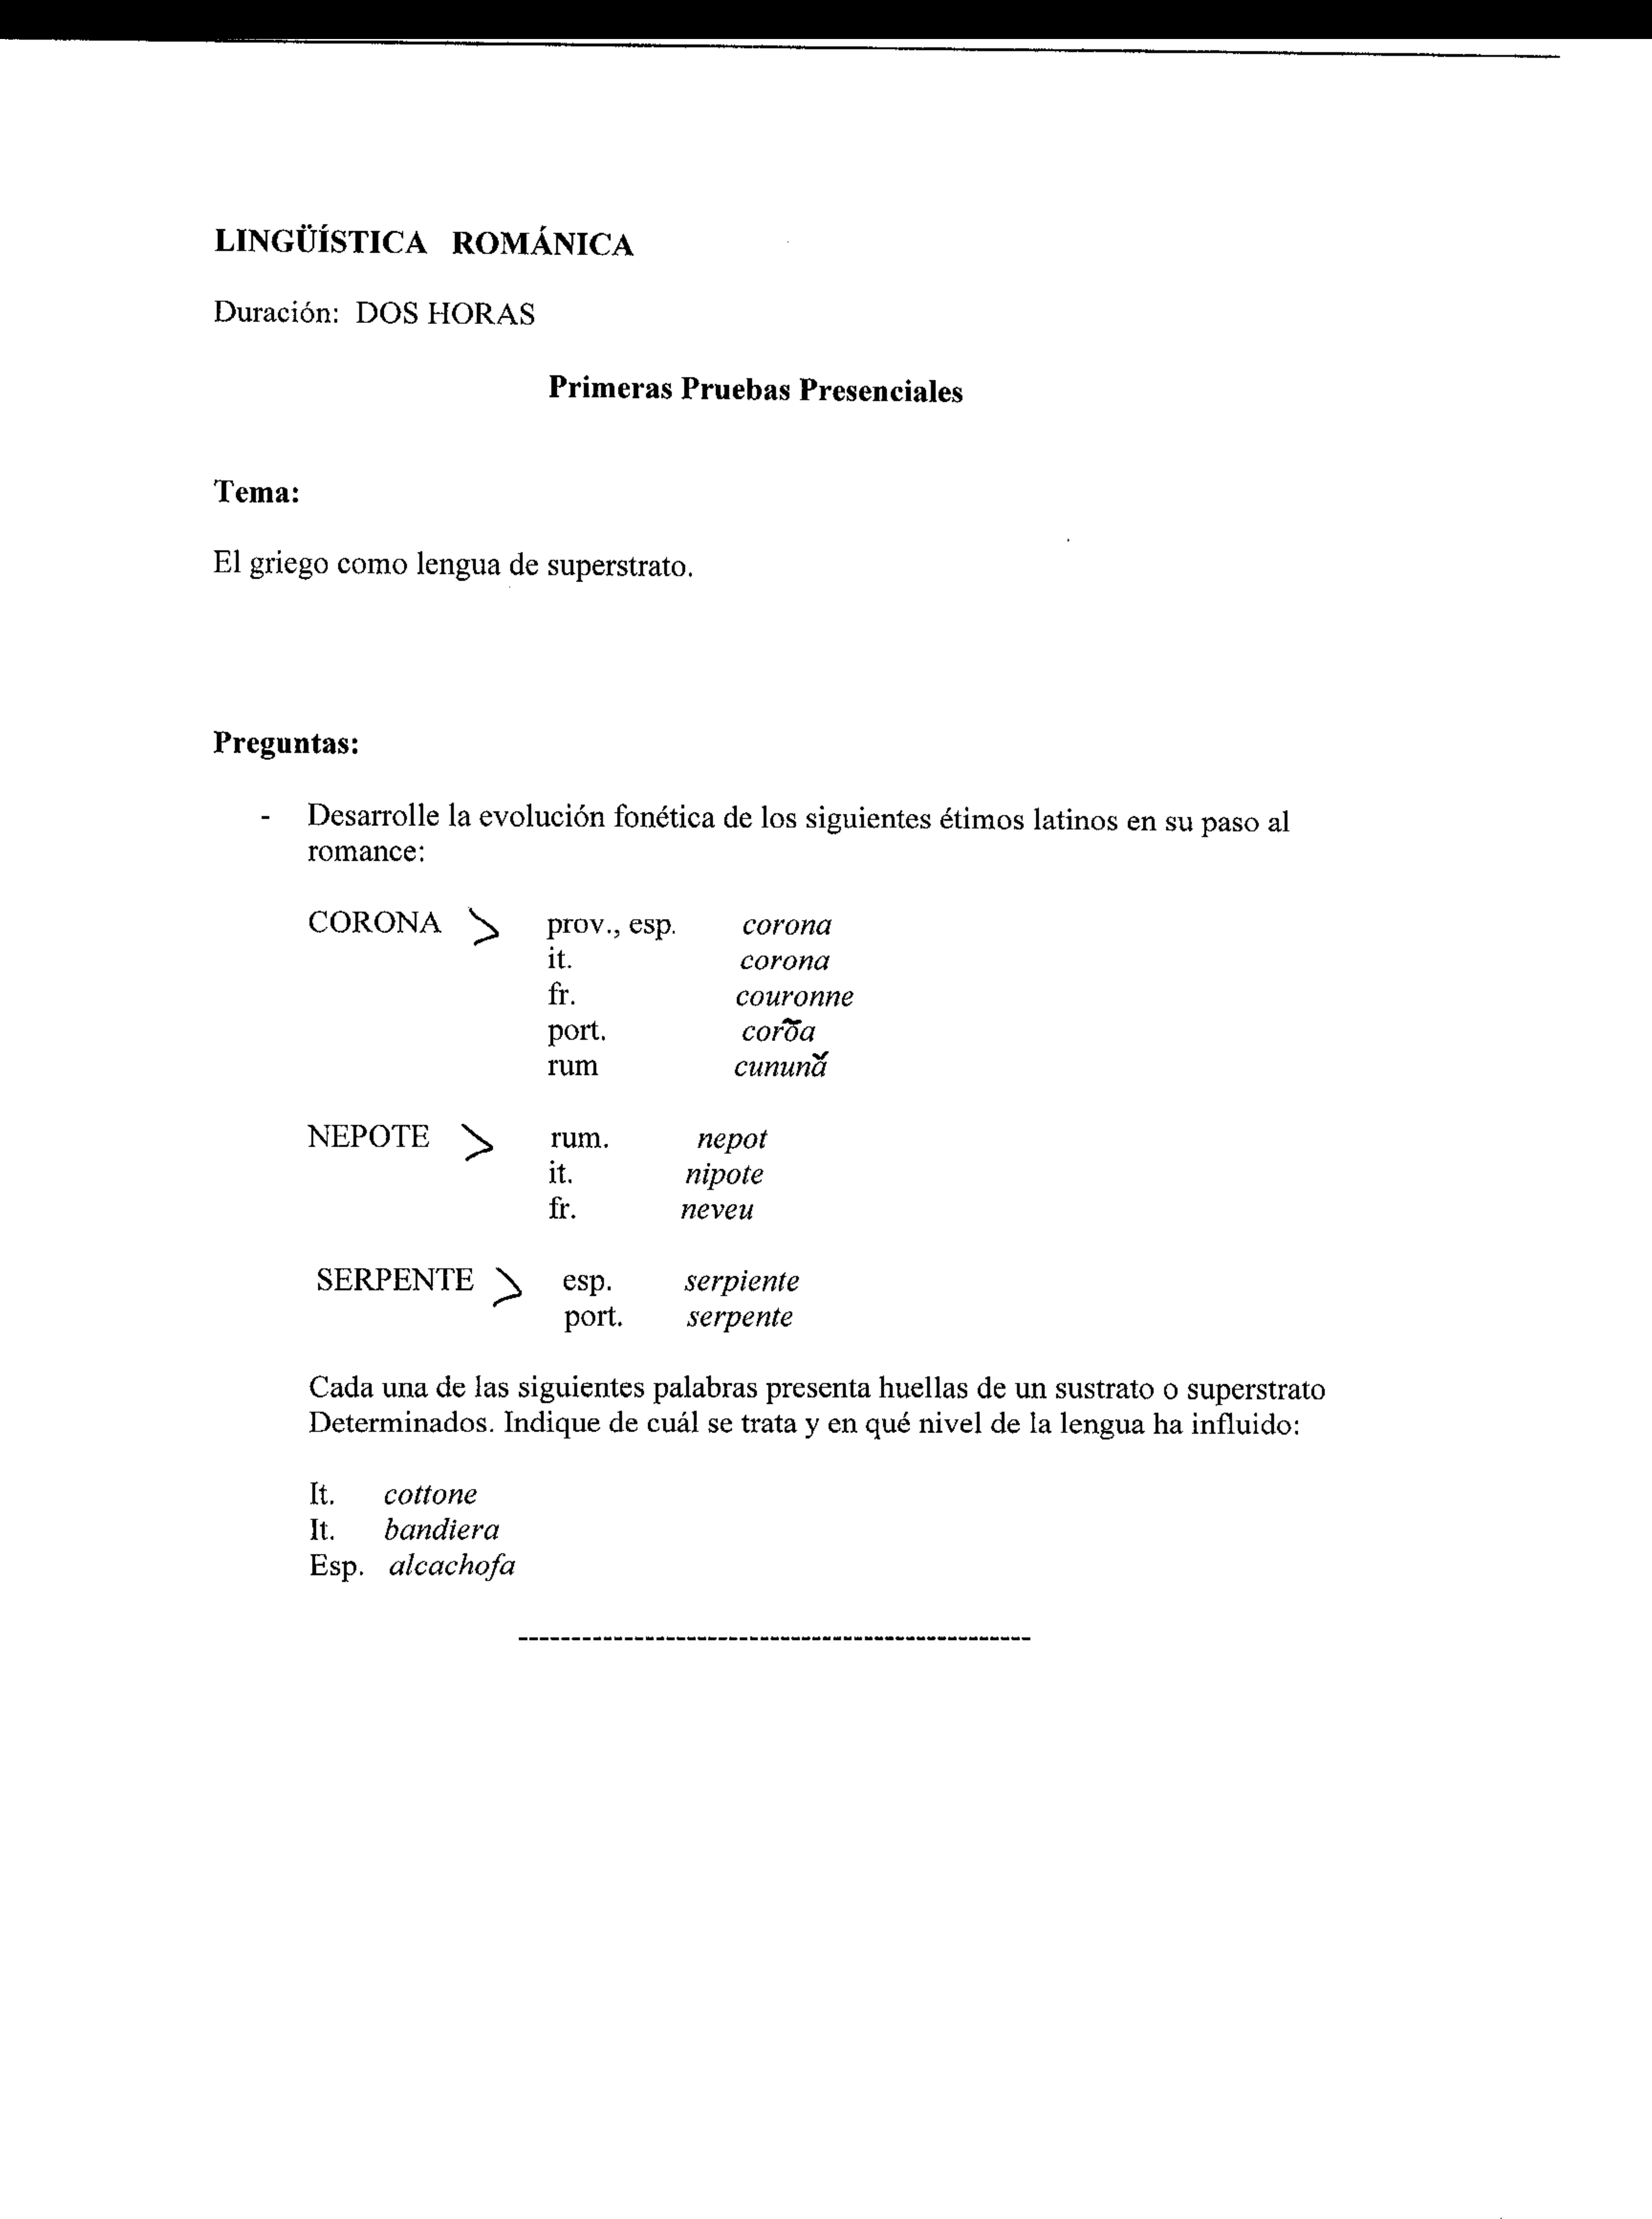 LINGÜÍSTICA ROMÁNICA
Duración: DOS HORAS
Primeras Pruebas Presenciales
Tema:
El griego como lengua de superstrato.
Preguntas:
- Desarrolle la evolución fonética de los siguientes étimos latinos en su paso al
romance:
CORONA > prov., esp. corona
it. corona
fr. couronne
port. corõa
rum cunună
NEPOTE > rum. nepot
it. nipote
fr. neveu
SERPENTE > esp. serpiente
port. serpente
Cada una de las siguientes palabras presenta huellas de un sustrato o superstrato
Determinados. Indique de cuál se trata y en qué nivel de la lengua ha influido:
It. cottone
It. bandiera
Esp. alcachofa
-------------------------------------------------